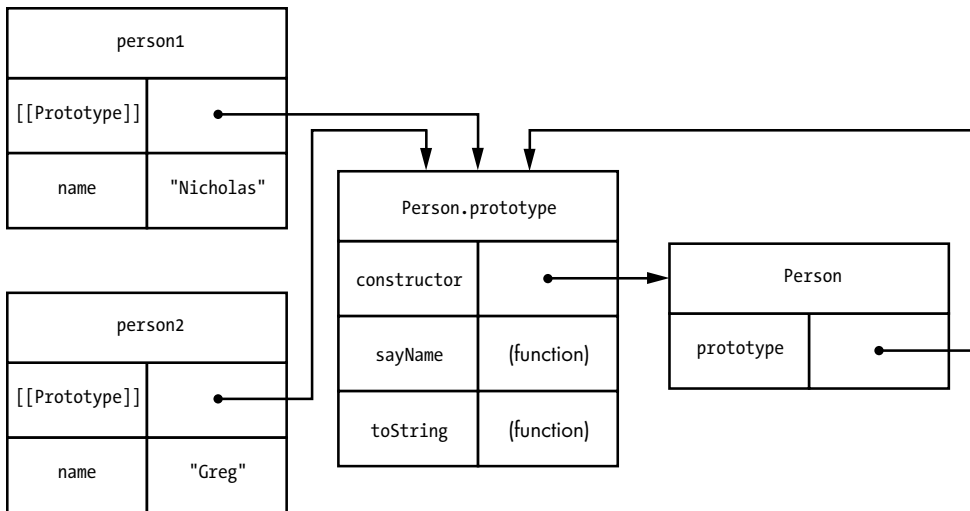 person1
[[Prototype]]
name "Nicholas"
person2
[[Prototype]]
name "Greg"
Person.prototype
constructor
sayName (function)
toString (function)
Person
prototype